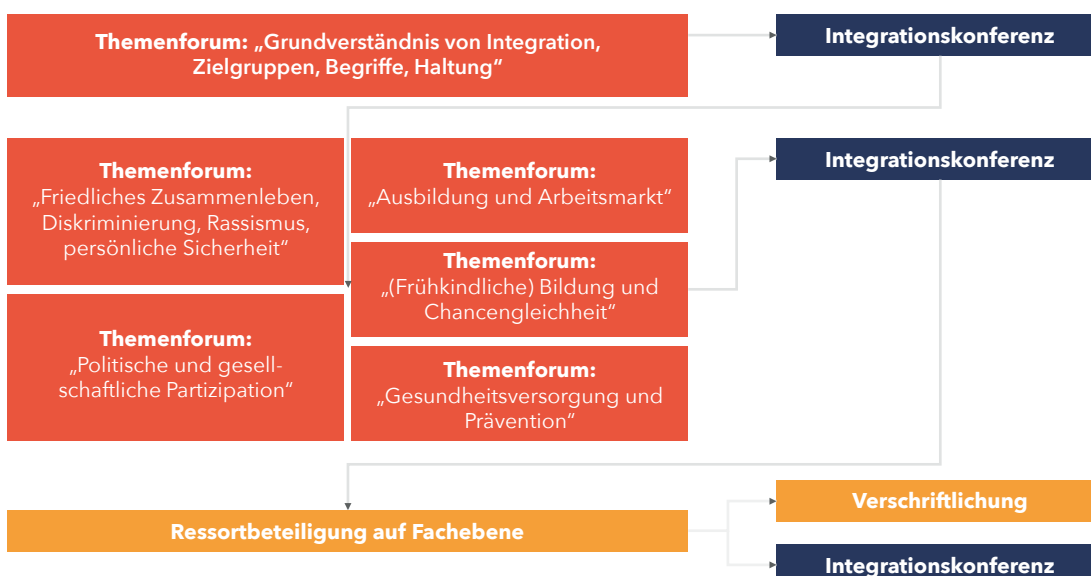 Themenforum: „Grundverständnis von Integration,
Zielgruppen, Begriffe, Haltung“
Integrationskonferenz
Themenforum:
„Friedliches Zusammenleben,
Diskriminierung, Rassismus,
persönliche Sicherheit“
Themenforum:
„Ausbildung und Arbeitsmarkt“
Integrationskonferenz
Themenforum:
„(Frühkindliche) Bildung und
Chancengleichheit“
Themenforum:
„Politische und gesell-
schaftliche Partizipation“
Themenforum:
„Gesundheitsversorgung und
Prävention“
Ressortbeteiligung auf Fachebene
Verschriftlichung
Integrationskonferenz